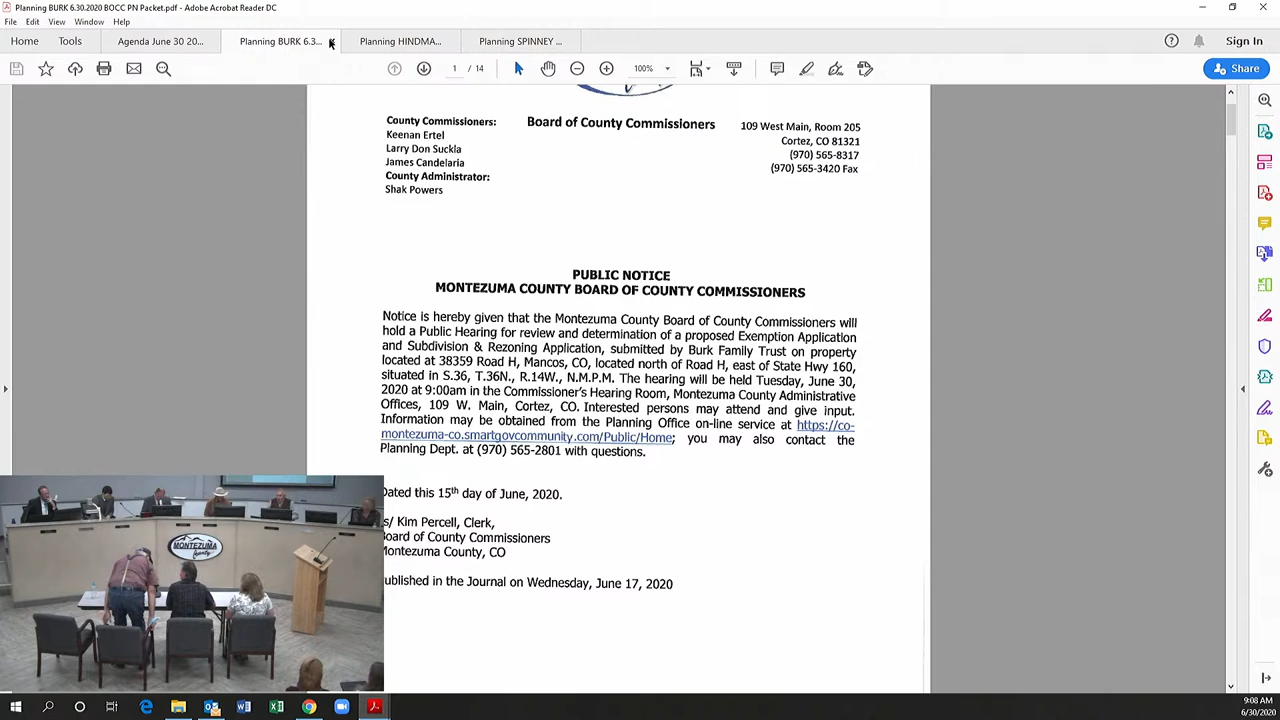 Planning BURK 6.30.2020 BOCC PN Packet.pdf - Adobe Acrobat Reader DC
File Edit View Window Help
Home Tools Agenda June 30 20... Planning BURK 6.3... Planning HINDMA... Planning SPINNEY ... Sign In
1 / 14 100% Share
County Commissioners:
Keenan Ertel
Larry Don Suckla
James Candelaria
County Administrator:
Shak Powers
Board of County Commissioners
109 West Main, Room 205
Cortez, CO 81321
(970) 565-8317
(970) 565-3420 Fax
PUBLIC NOTICE
MONTEZUMA COUNTY BOARD OF COUNTY COMMISSIONERS
Notice is hereby given that the Montezuma County Board of County Commissioners will
hold a Public Hearing for review and determination of a proposed Exemption Application
and Subdivision & Rezoning Application, submitted by Burk Family Trust on property
located at 38359 Road H, Mancos, CO, located north of Road H, east of State Hwy 160,
situated in S.36, T.36N., R.14W., N.M.P.M. The hearing will be held Tuesday, June 30,
2020 at 9:00am in the Commissioner's Hearing Room, Montezuma County Administrative
Offices, 109 W. Main, Cortez, CO. Interested persons may attend and give input.
Information may be obtained from the Planning Office on-line service at https://co-
montezuma-co.smartgovcommunity.com/Public/Home; you may also contact the
Planning Dept. at (970) 565-2801 with questions.
Dated this 15th day of June, 2020.
s/ Kim Percell, Clerk,
Board of County Commissioners
Montezuma County, CO
ublished in the Journal on Wednesday, June 17, 2020
MONTEZUMA
County
9:08 AM
6/30/2020